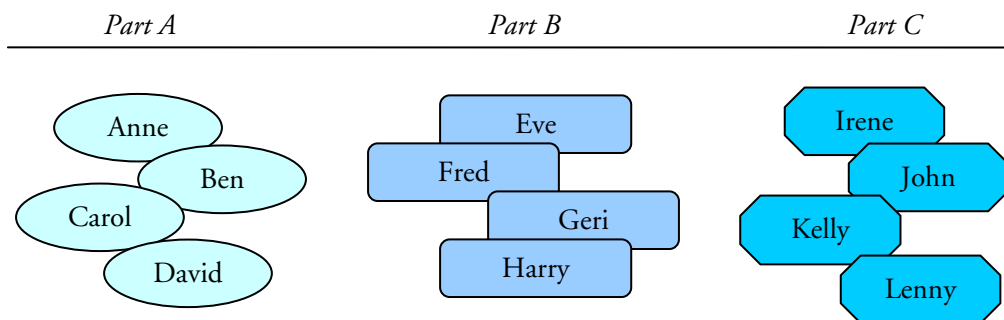 Part A Part B Part C
Anne
Ben
Carol
David
Eve
Fred
Geri
Harry
Irene
John
Kelly
Lenny